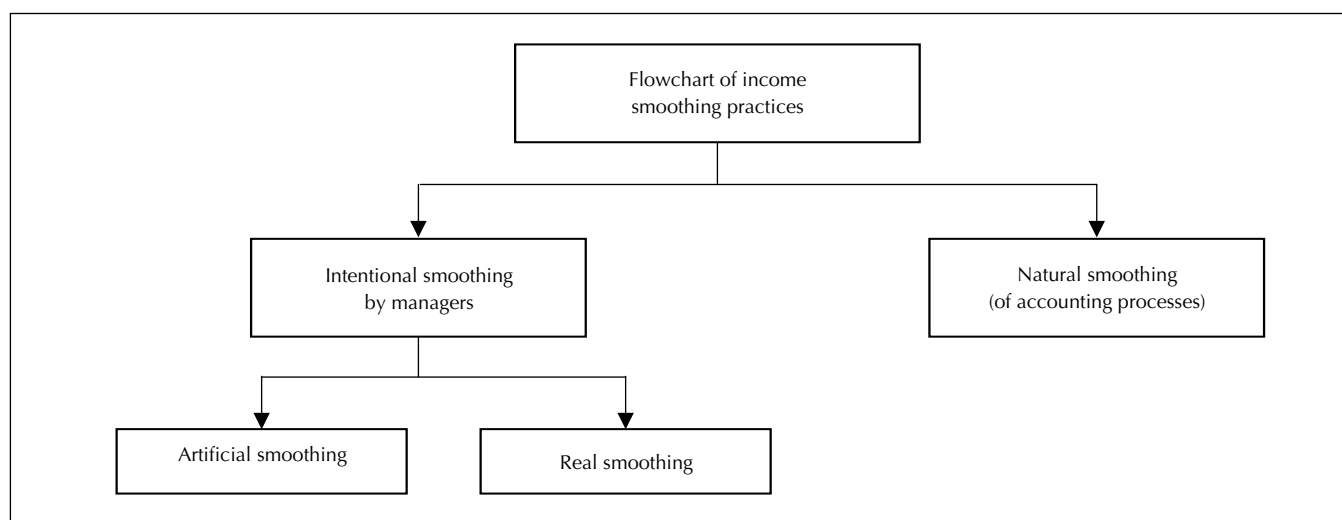 Flowchart of income
smoothing practices
Intentional smoothing
by managers
Natural smoothing
(of accounting processes)
Artificial smoothing
Real smoothing